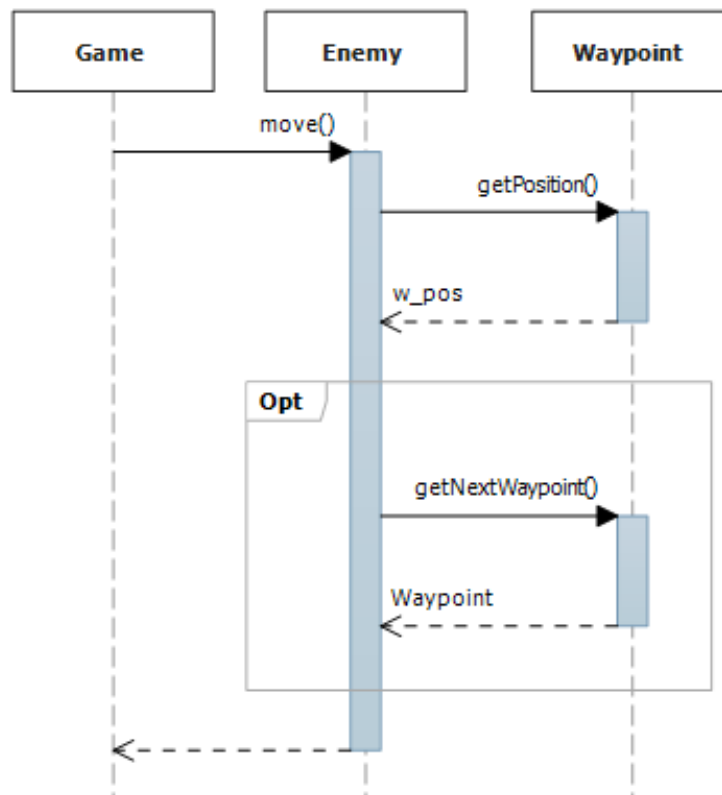 Game
Enemy
Waypoint
move()
getPosition()
w_pos
Opt
getNextWaypoint()
Waypoint